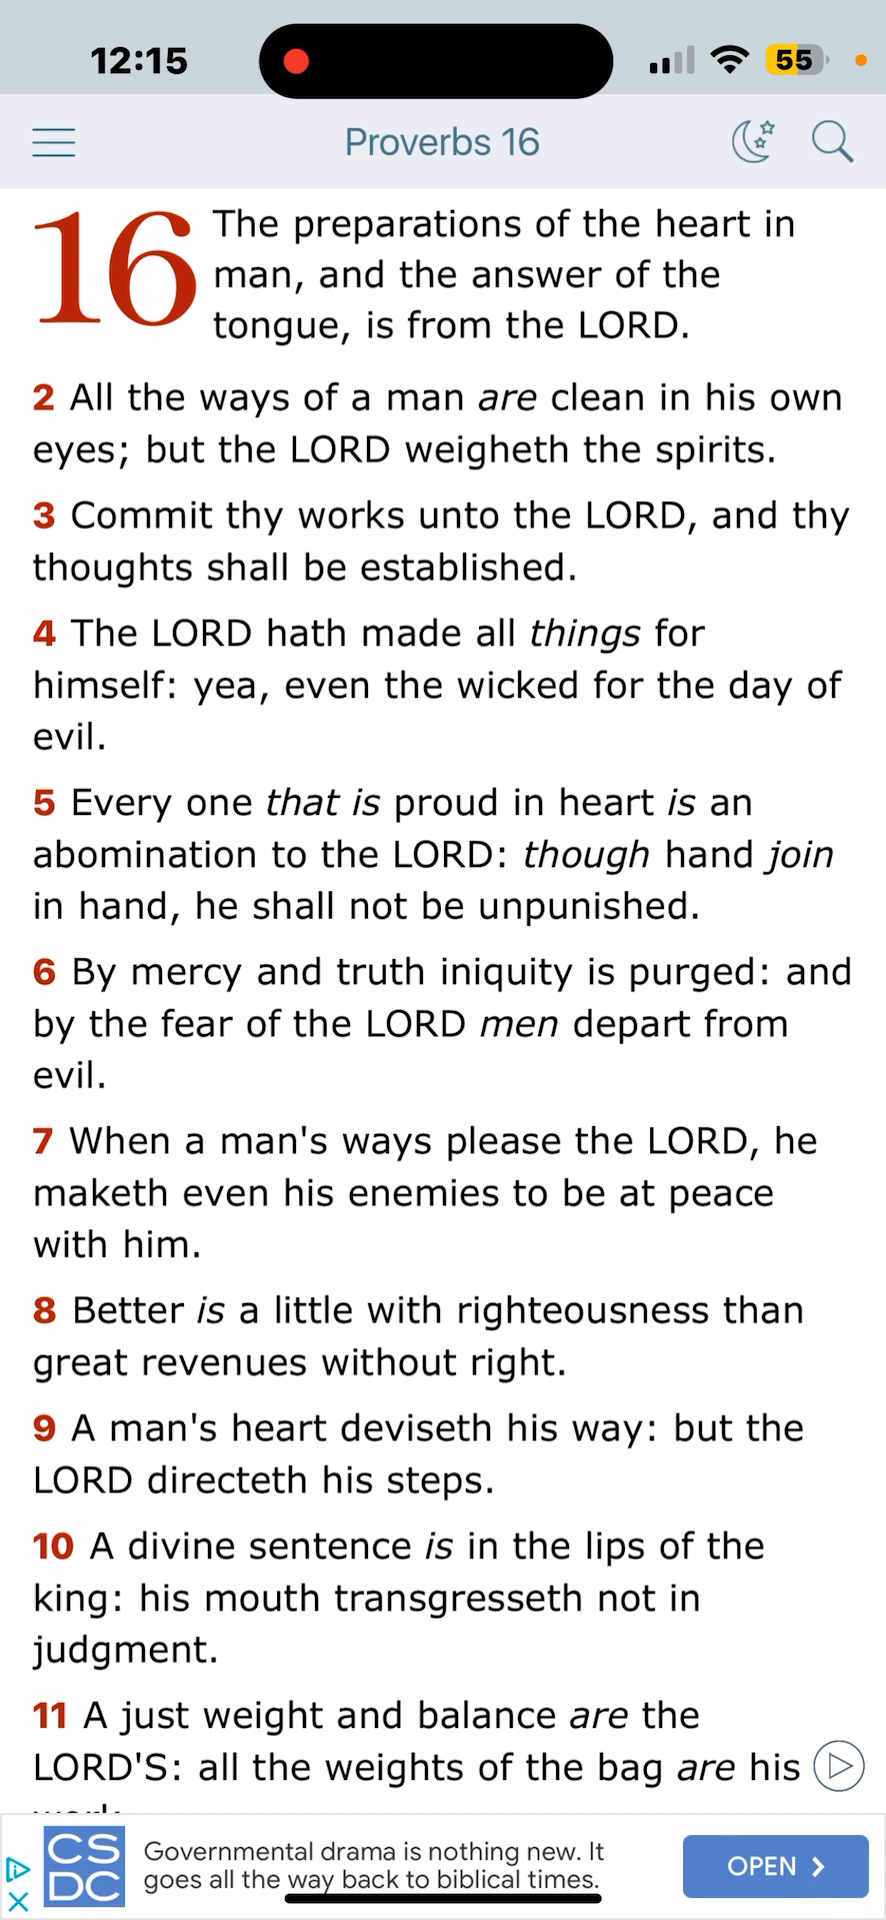 12:15
55
Proverbs 16
16 The preparations of the heart in
man, and the answer of the
tongue, is from the LORD.
2 All the ways of a man are clean in his own
eyes; but the LORD weigheth the spirits.
3 Commit thy works unto the LORD, and thy
thoughts shall be established.
4 The LORD hath made all things for
himself: yea, even the wicked for the day of
evil.
5 Every one that is proud in heart is an
abomination to the LORD: though hand join
in hand, he shall not be unpunished.
6 By mercy and truth iniquity is purged: and
by the fear of the LORD men depart from
evil.
7 When a man's ways please the LORD, he
maketh even his enemies to be at peace
with him.
8 Better is a little with righteousness than
great revenues without right.
9 A man's heart deviseth his way: but the
LORD directeth his steps.
10 A divine sentence is in the lips of the
king: his mouth transgresseth not in
judgment.
11 A just weight and balance are the
LORD'S: all the weights of the bag are his
CS
DC
Governmental drama is nothing new. It
goes all the way back to biblical times.
OPEN